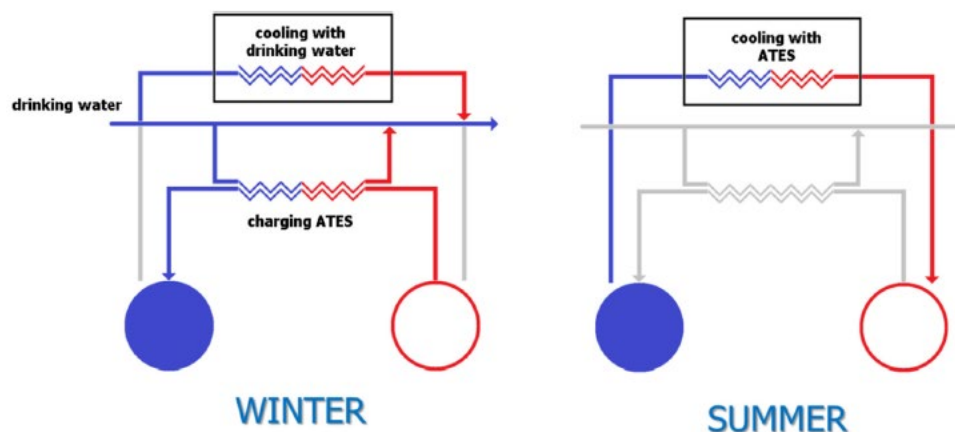 cooling with
drinking water
drinking water
charging ATES
WINTER
cooling with
ATES
SUMMER